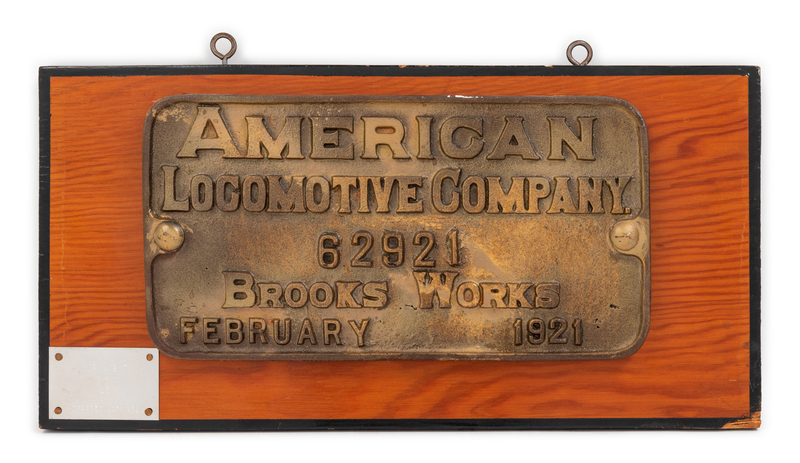 AMERICAN
LOCOMOTIVE COMPANY.
62921
BROOKS WORKS
FEBRUARY 1921